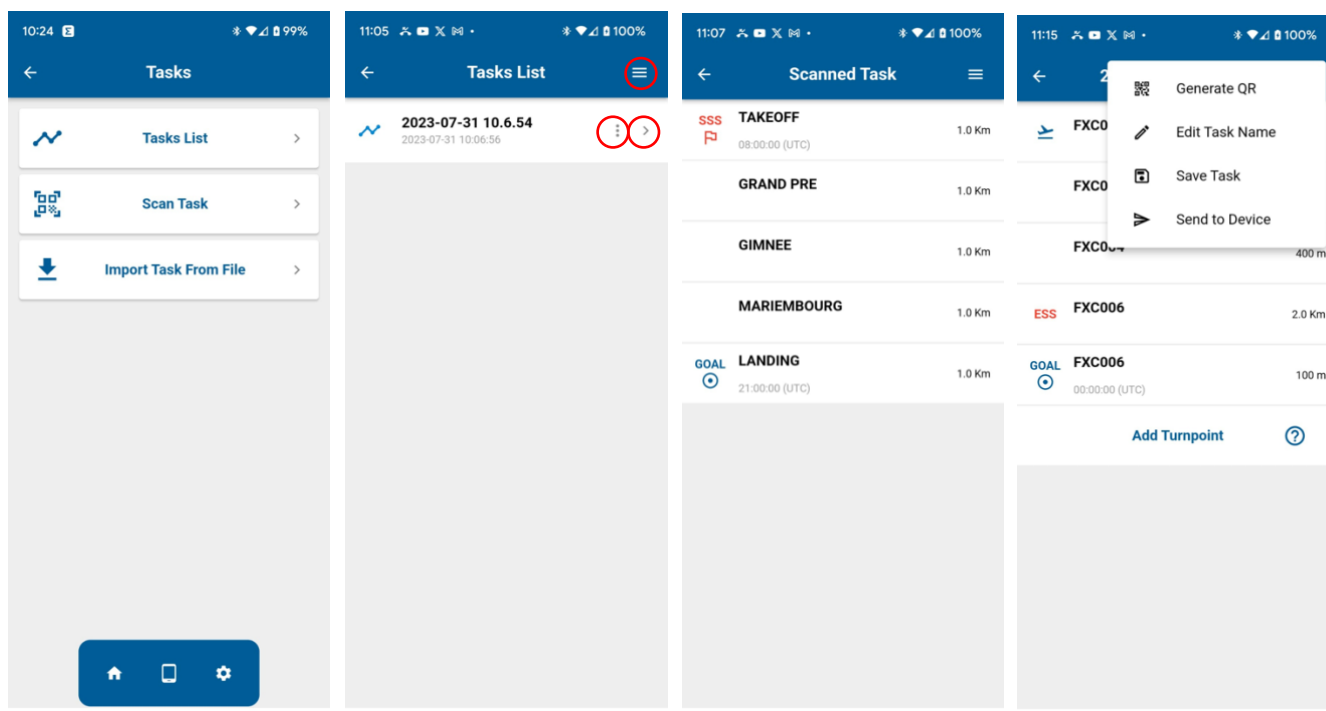 10:24 99%
Tasks
Tasks List
Scan Task
Import Task From File
11:05 100%
Tasks List
2023-07-31 10.6.54
2023-07-31 10:06:56
11:07 100%
Scanned Task
SSS TAKEOFF 1.0 Km
08:00:00 (UTC)
GRAND PRE 1.0 Km
GIMNEE 1.0 Km
MARIEMBOURG 1.0 Km
GOAL LANDING 1.0 Km
21:00:00 (UTC)
11:15 100%
2
Generate QR
Edit Task Name
Save Task
Send to Device
FXC0
FXC0
400 m
ESS FXC006 2.0 Km
GOAL FXC006 100 m
00:00:00 (UTC)
Add Turnpoint